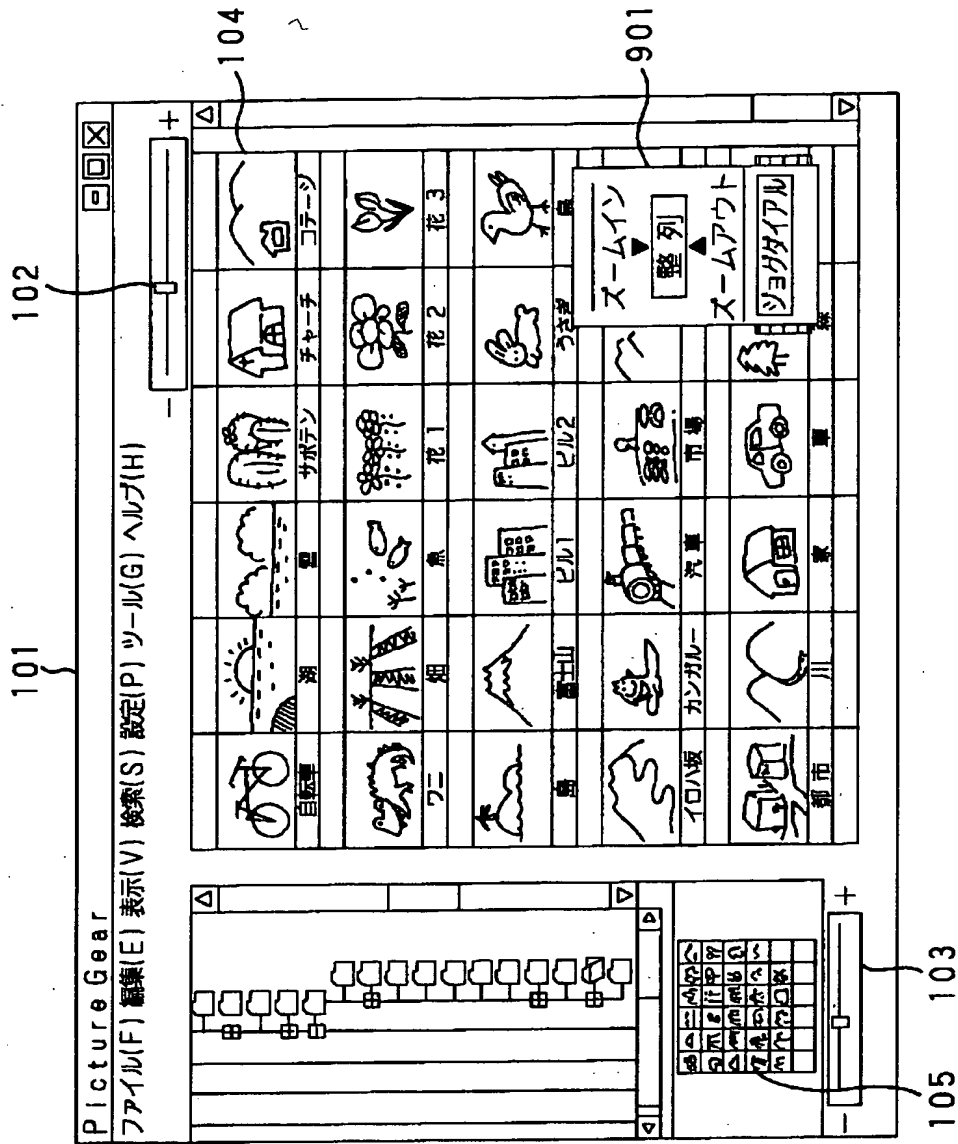 101
102
104
Picture Gear
ファイル(F) 編集(E) 表示(V) 検索(S) 設定(P) ツール(G) ヘルプ(H)
− +
自転車 湖 雲 サボテン チャーチ コテージ
ワニ 畑 魚 花1 花2 花3
島 富士山 ビル1 ビル2 うさぎ 鳥
イロハ坂 カンガルー 汽車 市場
都市 川 家 車 森
ズームイン
整列
ズームアウト
ジョグダイアル
901
− +
105
103